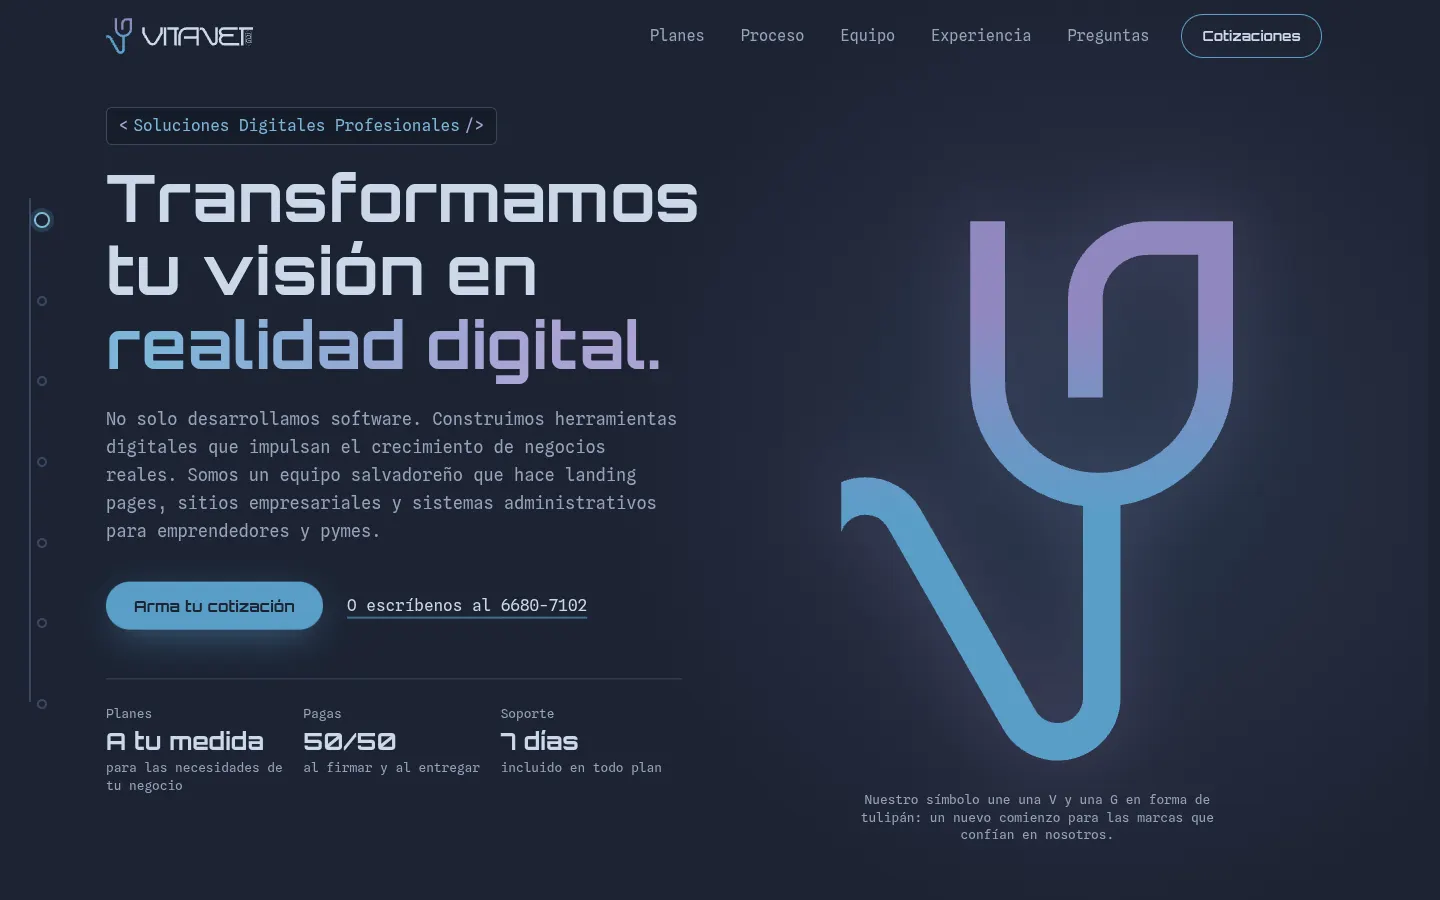 VITANET
Planes
Proceso
Equipo
Experiencia
Preguntas
Cotizaciones
< Soluciones Digitales Profesionales />
Transformamos
tu visión en
realidad digital.
No solo desarrollamos software. Construimos herramientas
digitales que impulsan el crecimiento de negocios
reales. Somos un equipo salvadoreño que hace landing
pages, sitios empresariales y sistemas administrativos
para emprendedores y pymes.
Arma tu cotización
O escríbenos al 6680-7102
Planes
A tu medida
para las necesidades de
tu negocio
Pagas
50/50
al firmar y al entregar
Soporte
7 días
incluido en todo plan
Nuestro símbolo une una V y una G en forma de
tulipán: un nuevo comienzo para las marcas que
confían en nosotros.